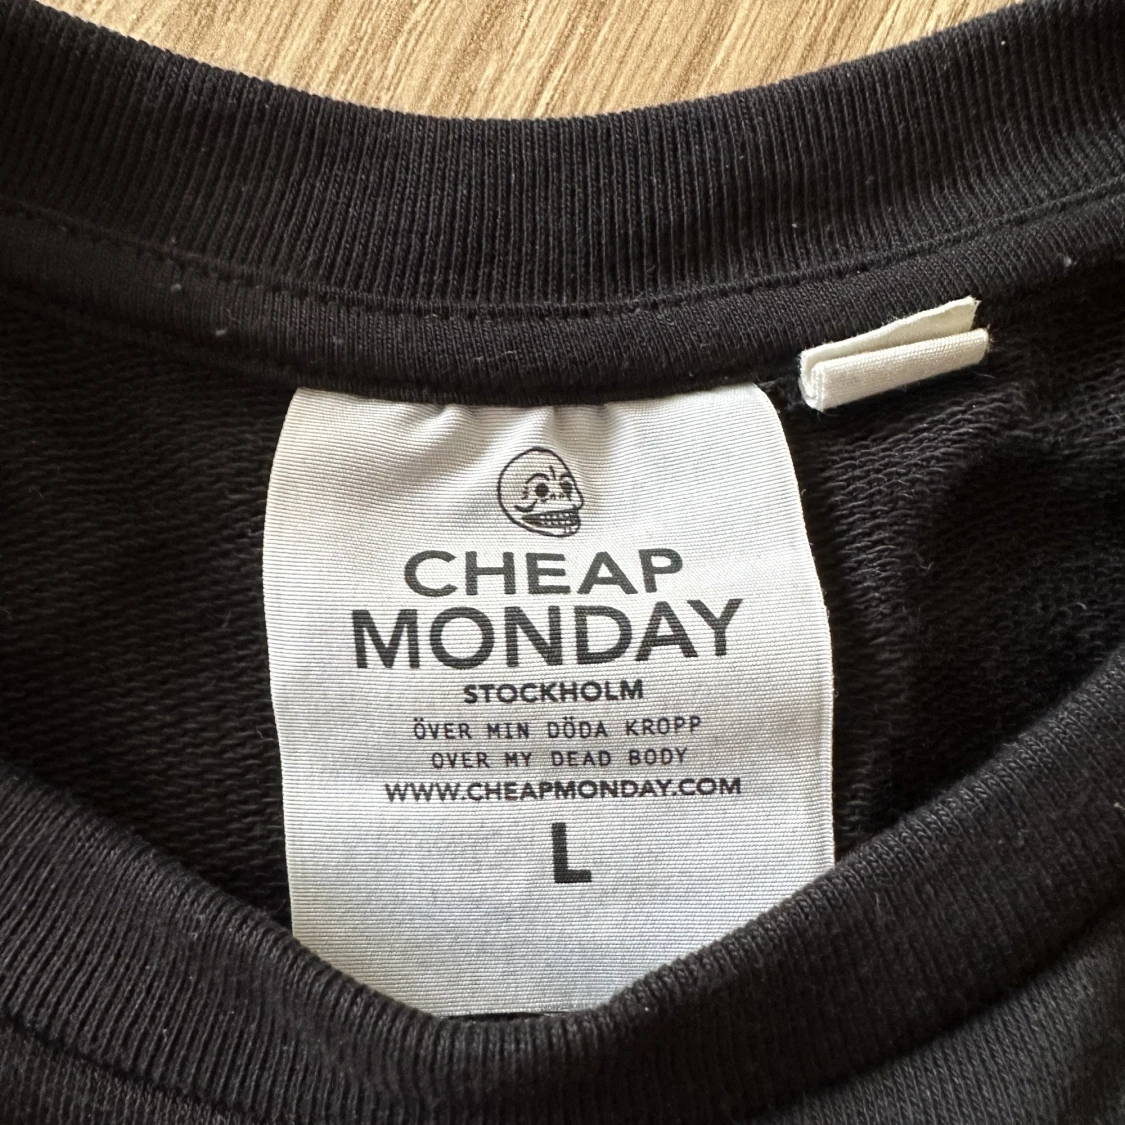 CHEAP
MONDAY
STOCKHOLM
ÖVER MIN DÖDA KROPP
OVER MY DEAD BODY
WWW.CHEAPMONDAY.COM
L